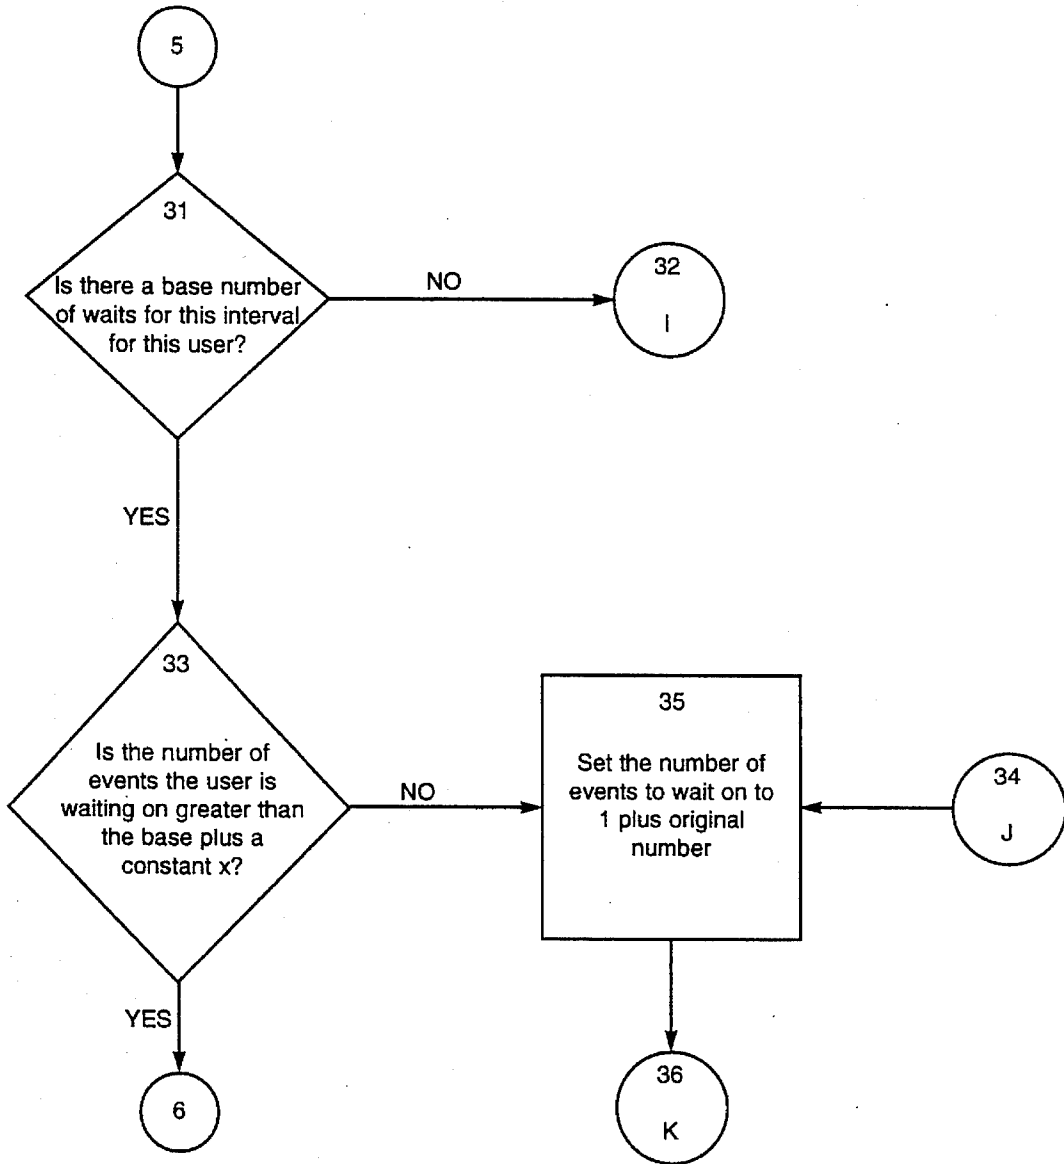 5
31
Is there a base number
of waits for this interval
for this user?
NO
32
I
YES
33
Is the number of
events the user is
waiting on greater than
the base plus a
constant x?
NO
35
Set the number of
events to wait on to
1 plus original
number
34
J
YES
6
36
K